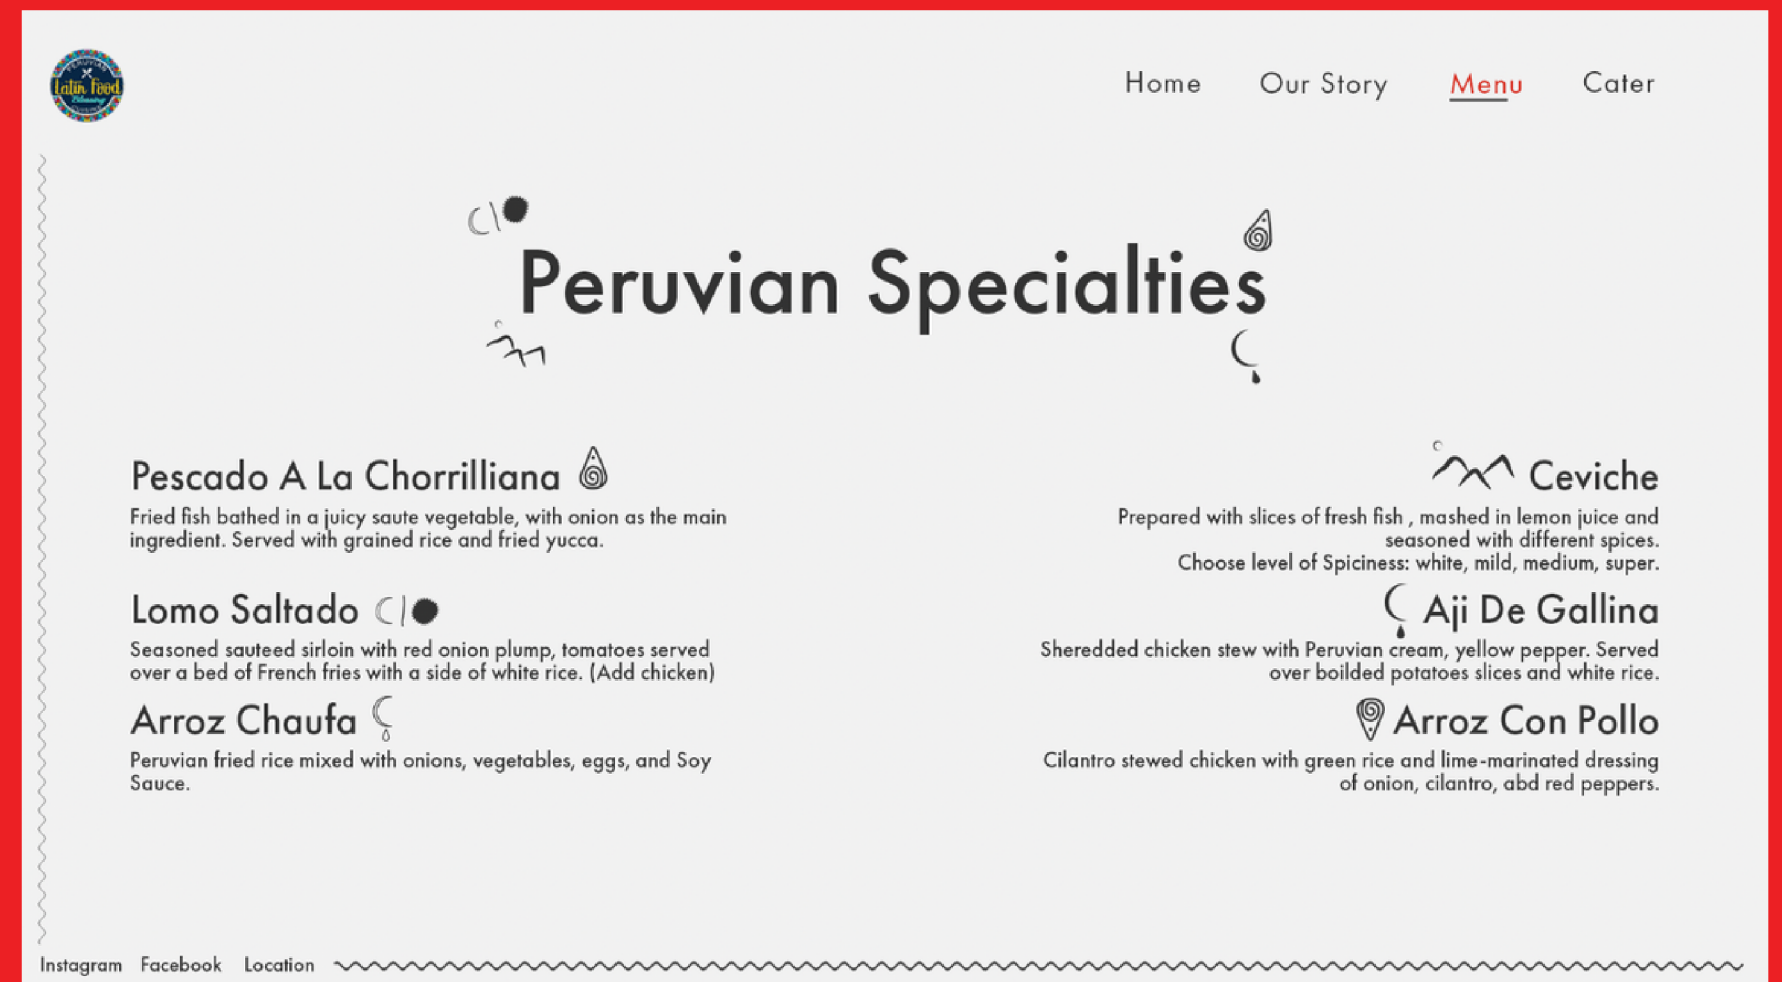 PERUVIAN
Latin Food
Blessing
Home
Our Story
Menu
Cater
Peruvian Specialties
Pescado A La Chorrilliana
Fried fish bathed in a juicy saute vegetable, with onion as the main
ingredient. Served with grained rice and fried yucca.
Lomo Saltado
Seasoned sauteed sirloin with red onion plump, tomatoes served
over a bed of French fries with a side of white rice. (Add chicken)
Arroz Chaufa
Peruvian fried rice mixed with onions, vegetables, eggs, and Soy
Sauce.
Ceviche
Prepared with slices of fresh fish , mashed in lemon juice and
seasoned with different spices.
Choose level of Spiciness: white, mild, medium, super.
Aji De Gallina
Sheredded chicken stew with Peruvian cream, yellow pepper. Served
over boilded potatoes slices and white rice.
Arroz Con Pollo
Cilantro stewed chicken with green rice and lime-marinated dressing
of onion, cilantro, abd red peppers.
Instagram
Facebook
Location